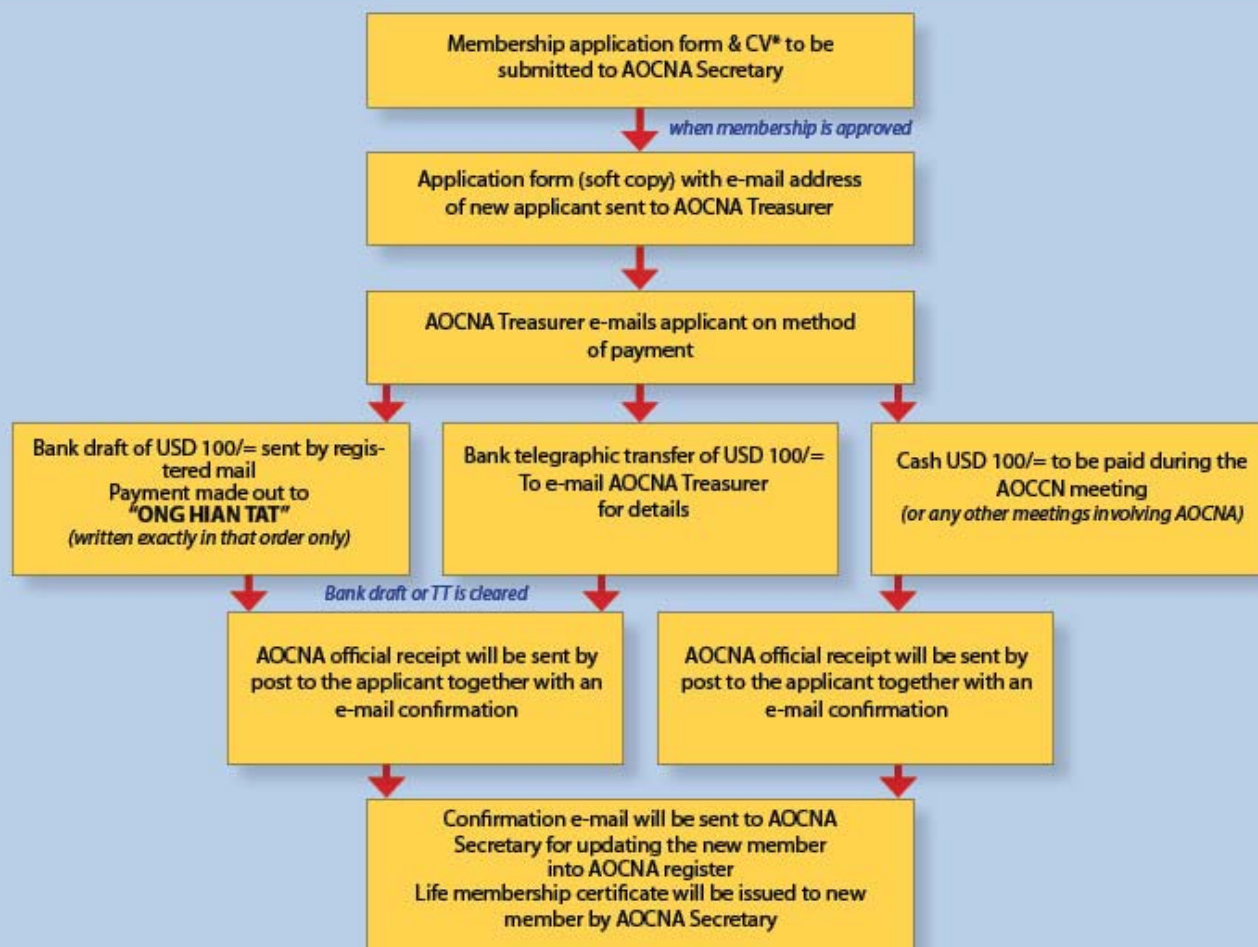 Membership application form & CV* to be
submitted to AOCNA Secretary
when membership is approved
Application form (soft copy) with e-mail address
of new applicant sent to AOCNA Treasurer
AOCNA Treasurer e-mails applicant on method
of payment
Bank draft of USD 100/= sent by regis-
tered mail
Payment made out to
"ONG HIAN TAT"
(written exactly in that order only)
Bank telegraphic transfer of USD 100/=
To e-mail AOCNA Treasurer
for details
Cash USD 100/= to be paid during the
AOCCN meeting
(or any other meetings involving AOCNA)
Bank draft or TT is cleared
AOCNA official receipt will be sent by
post to the applicant together with an
e-mail confirmation
AOCNA official receipt will be sent by
post to the applicant together with an
e-mail confirmation
Confirmation e-mail will be sent to AOCNA
Secretary for updating the new member
into AOCNA register
Life membership certificate will be issued to new
member by AOCNA Secretary